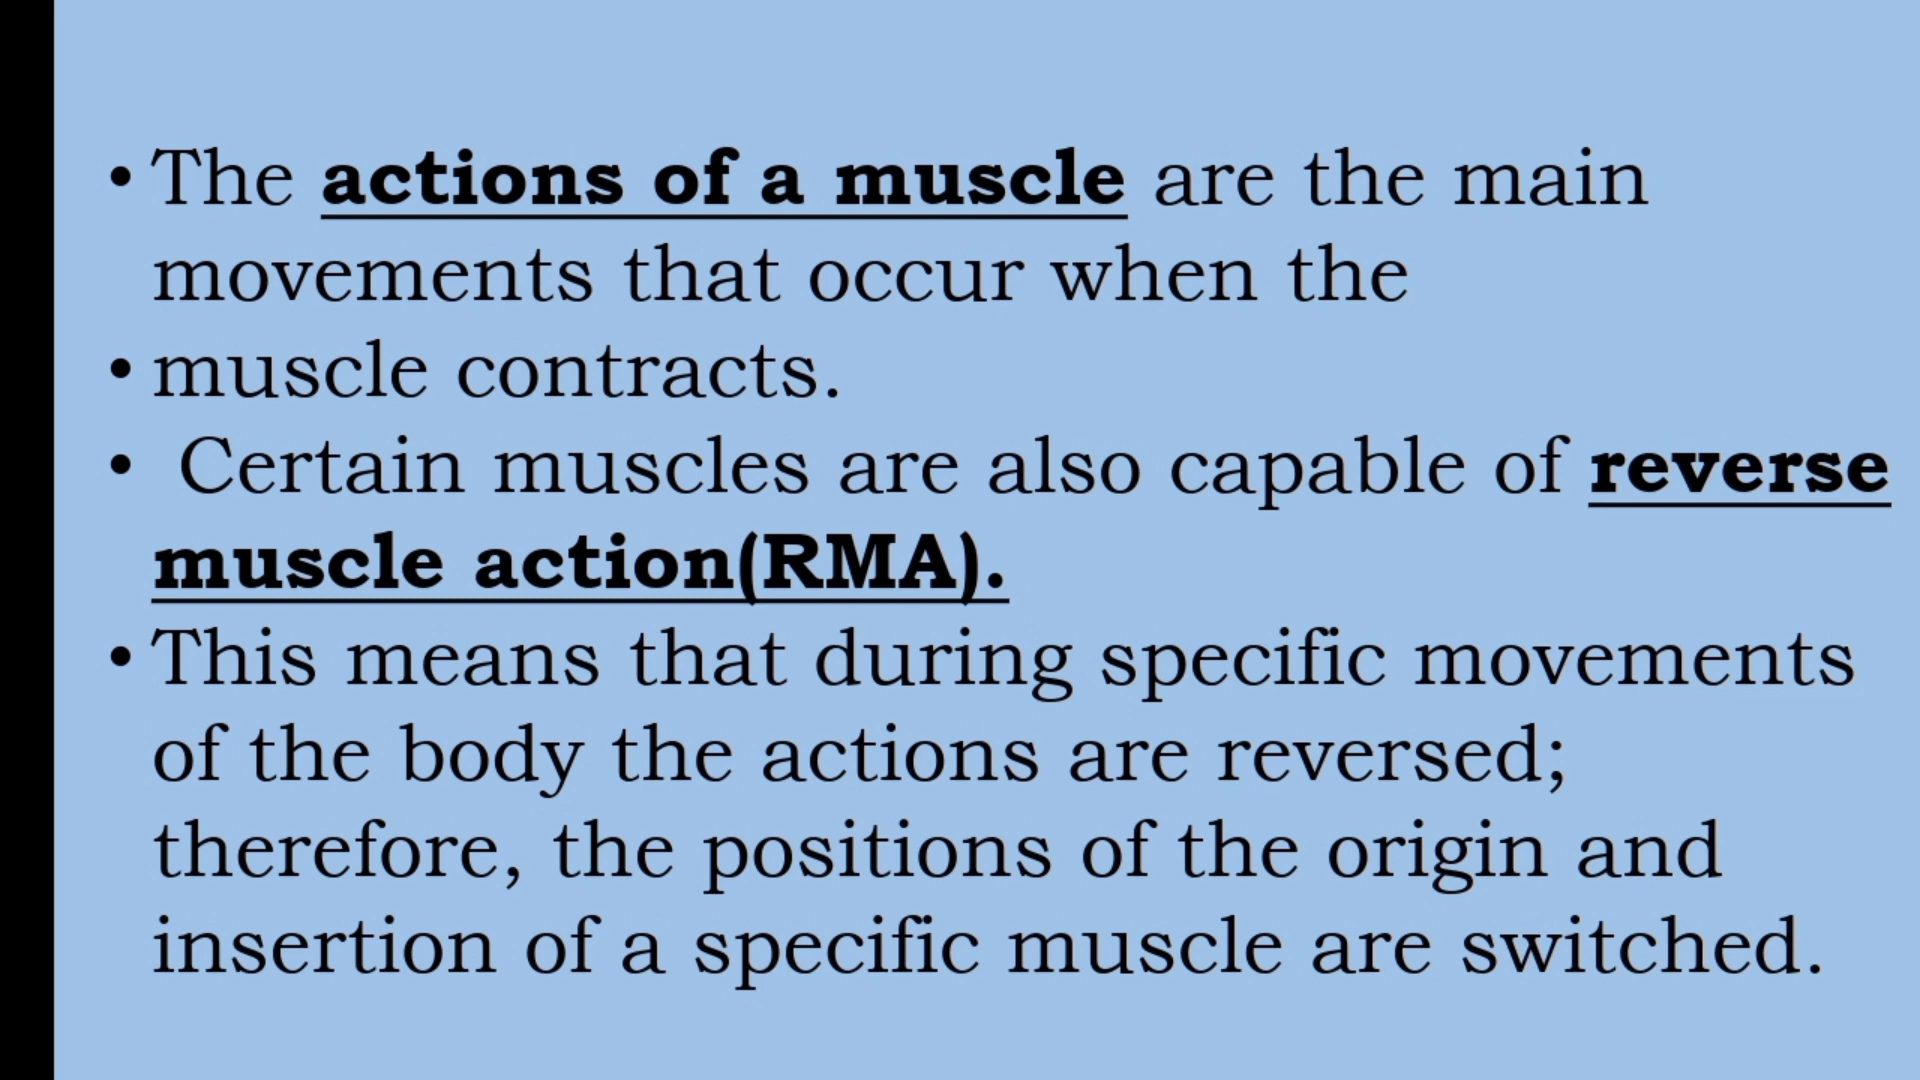 • The actions of a muscle are the main
movements that occur when the
• muscle contracts.
• Certain muscles are also capable of reverse
muscle action(RMA).
• This means that during specific movements
of the body the actions are reversed;
therefore, the positions of the origin and
insertion of a specific muscle are switched.